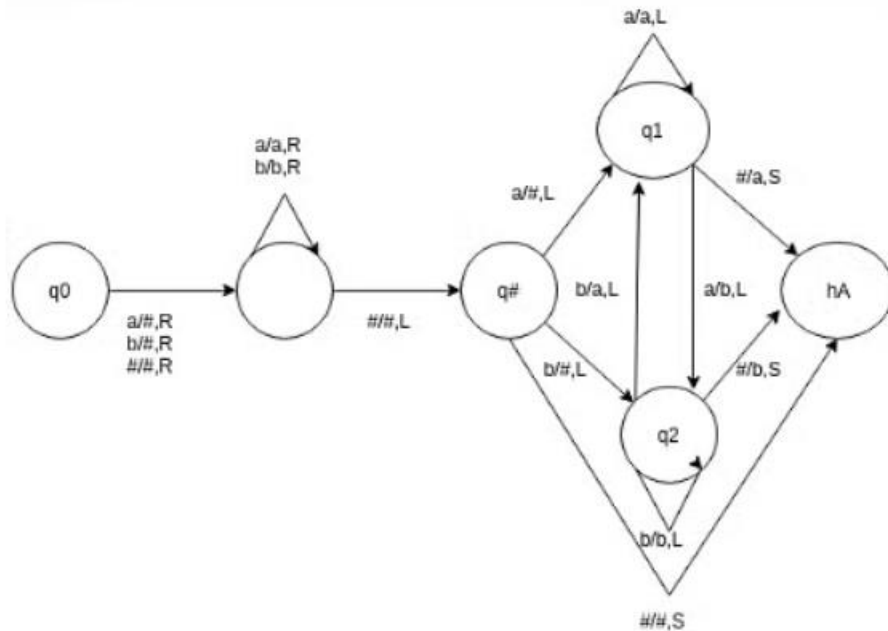 a/a,L
q1
a/a,R
b/b,R
#/a,S
a/#,L
q0
q#
b/a,L
a/b,L
hA
a/#,R
b/#,R
#/#,R
#/#,L
b/#,L
#/b,S
q2
b/b,L
#/#,S